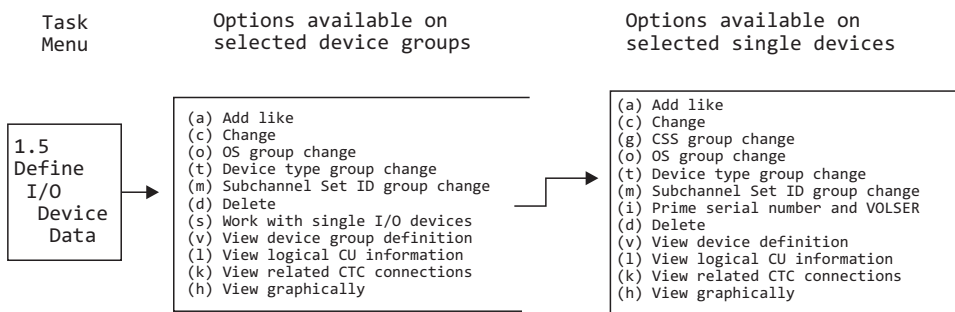 Task
Menu
Options available on
selected device groups
Options available on
selected single devices
1.5
Define
I/O
Device
Data
(a) Add like
(c) Change
(o) OS group change
(t) Device type group change
(m) Subchannel Set ID group change
(d) Delete
(s) Work with single I/O devices
(v) View device group definition
(l) View logical CU information
(k) View related CTC connections
(h) View graphically
(a) Add like
(c) Change
(g) CSS group change
(o) OS group change
(t) Device type group change
(m) Subchannel Set ID group change
(i) Prime serial number and VOLSER
(d) Delete
(v) View device definition
(l) View logical CU information
(k) View related CTC connections
(h) View graphically